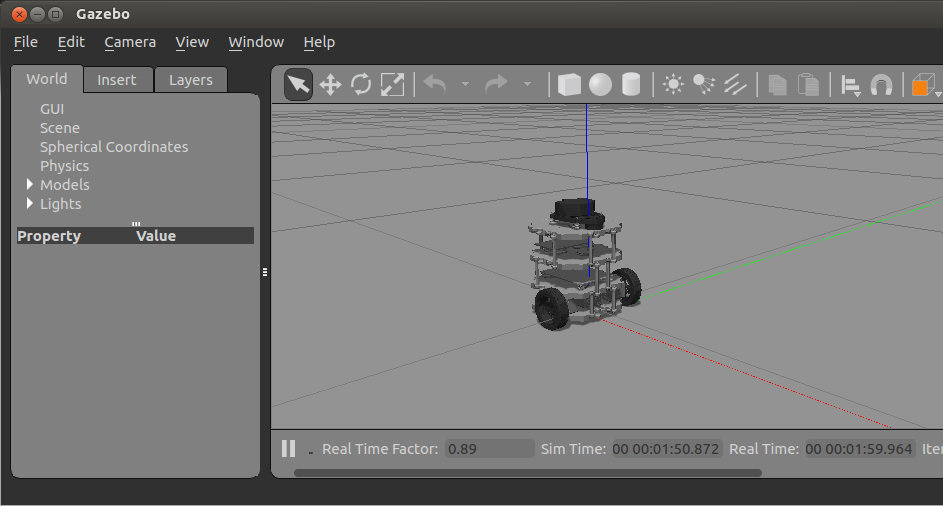 Gazebo
File Edit Camera View Window Help
World Insert Layers
GUI
Scene
Spherical Coordinates
Physics
Models
Lights
Property Value
Real Time Factor: 0.89 Sim Time: 00 00:01:50.872 Real Time: 00 00:01:59.964 Iter